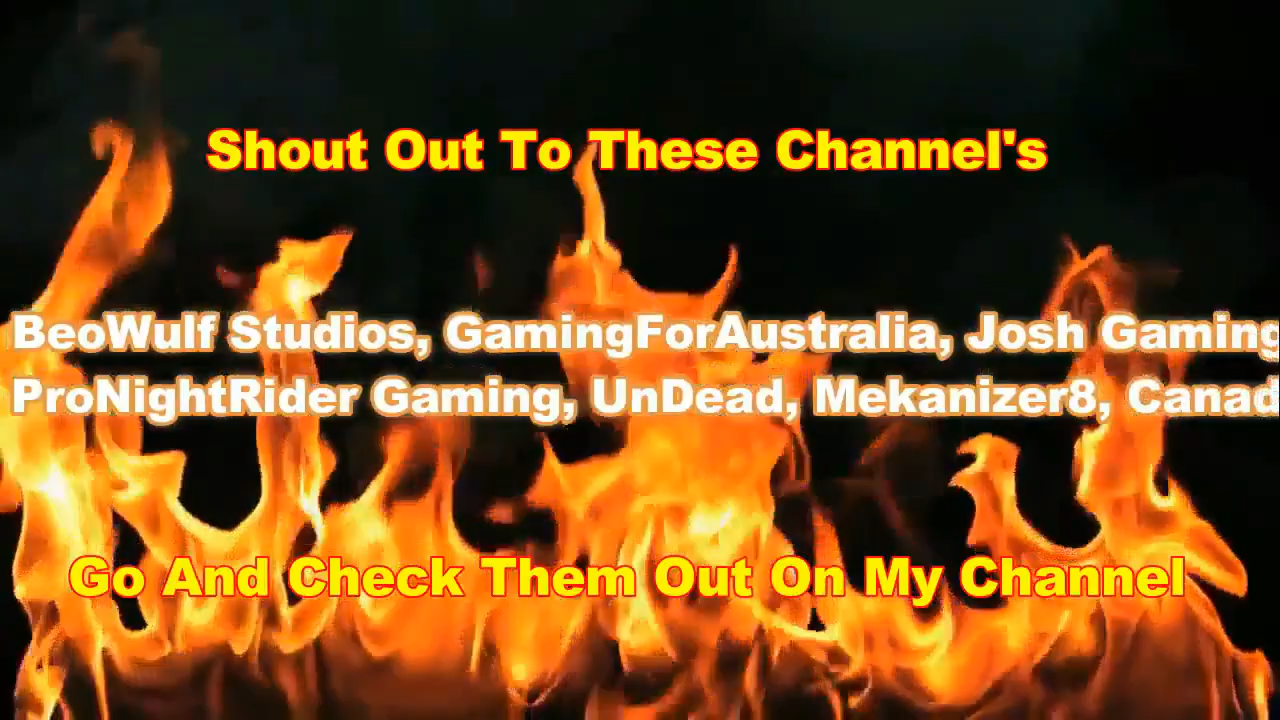 Shout Out To These Channel's
BeoWulf Studios, GamingForAustralia, Josh Gaming
ProNightRider Gaming, UnDead, Mekanizer8, Canad
Go And Check Them Out On My Channel